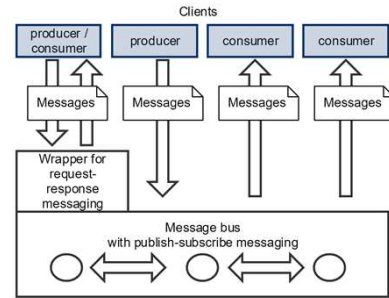 Clients
producer /
consumer
producer
consumer
consumer
Messages
Messages
Messages
Messages
Wrapper for
request-
response
messaging
Message bus
with publish-subscribe messaging